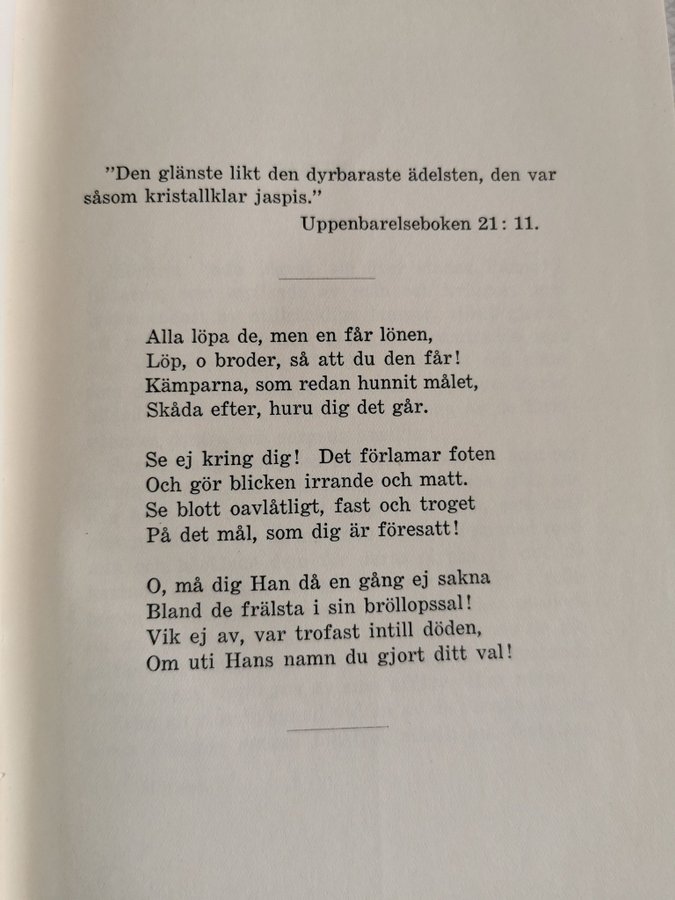 ”Den glänste likt den dyrbaraste ädelsten, den var
såsom kristallklar jaspis.”
Uppenbarelseboken 21: 11.
Alla löpa de, men en får lönen,
Löp, o broder, så att du den får!
Kämparna, som redan hunnit målet,
Skåda efter, huru dig det går.
Se ej kring dig! Det förlamar foten
Och gör blicken irrande och matt.
Se blott oavlåtligt, fast och troget
På det mål, som dig är föresatt!
O, må dig Han då en gång ej sakna
Bland de frälsta i sin bröllopssal!
Vik ej av, var trofast intill döden,
Om uti Hans namn du gjort ditt val!